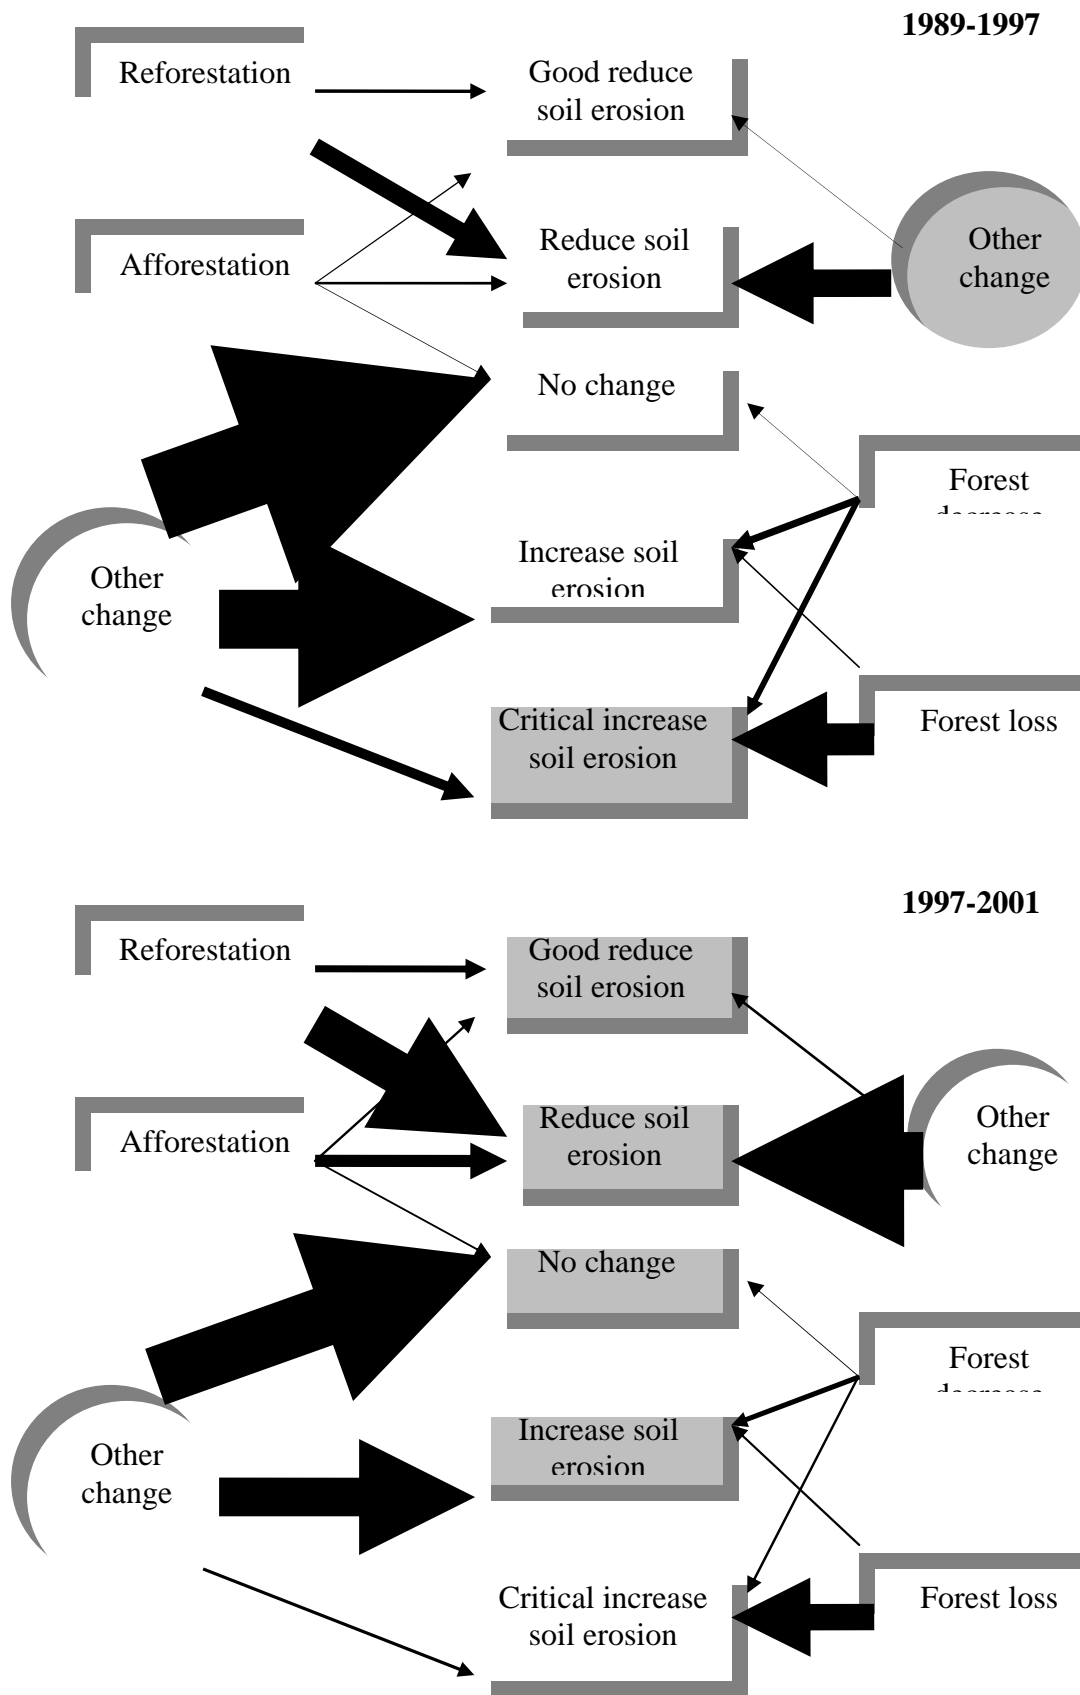 1989-1997
Reforestation
Good reduce
soil erosion
Afforestation
Reduce soil
erosion
Other
change
No change
Forest
Increase soil
erosion
Other
change
Critical increase
soil erosion
Forest loss
1997-2001
Reforestation
Good reduce
soil erosion
Afforestation
Reduce soil
erosion
Other
change
No change
Forest
Increase soil
erosion
Other
change
Critical increase
soil erosion
Forest loss